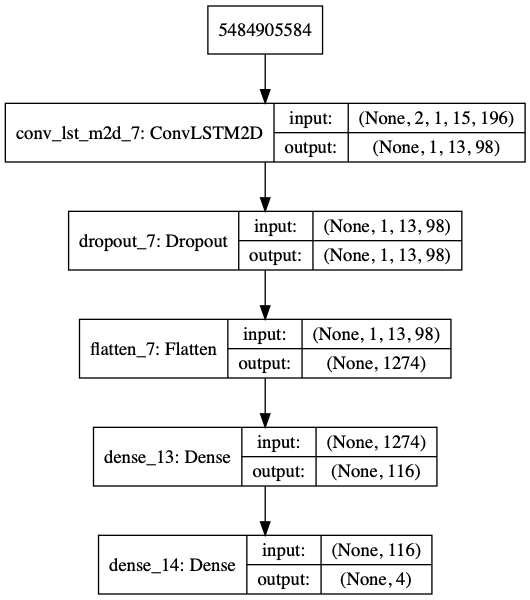 5484905584
conv_lst_m2d_7: ConvLSTM2D
input: (None, 2, 1, 15, 196)
output: (None, 1, 13, 98)
dropout_7: Dropout
input: (None, 1, 13, 98)
output: (None, 1, 13, 98)
flatten_7: Flatten
input: (None, 1, 13, 98)
output: (None, 1274)
dense_13: Dense
input: (None, 1274)
output: (None, 116)
dense_14: Dense
input: (None, 116)
output: (None, 4)